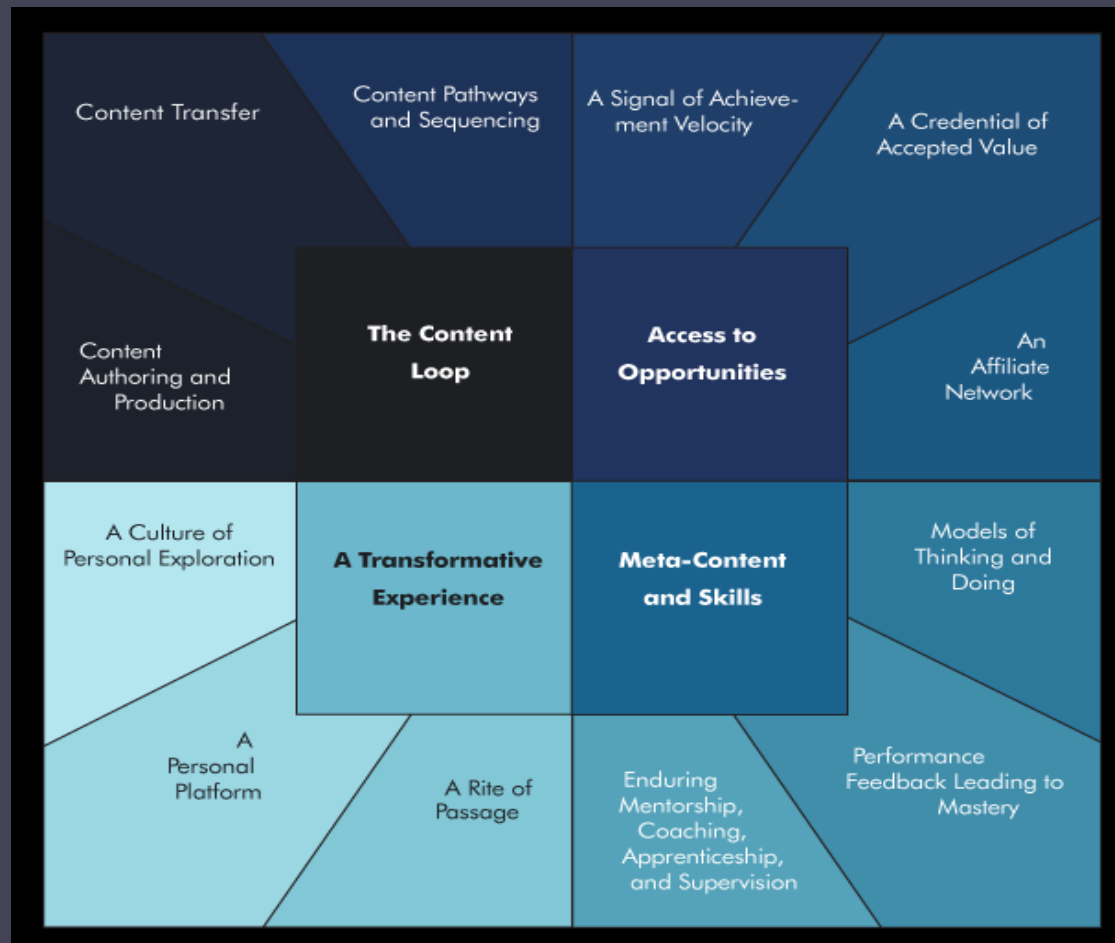 Content Transfer
Content Pathways
and Sequencing
A Signal of Achieve-
ment Velocity
A Credential of
Accepted Value
Content
Authoring and
Production
The Content
Loop
Access to
Opportunities
An
Affiliate
Network
A Culture of
Personal Exploration
A Transformative
Experience
Meta-Content
and Skills
Models of
Thinking and
Doing
A
Personal
Platform
A Rite of
Passage
Enduring
Mentorship,
Coaching,
Apprenticeship,
and Supervision
Performance
Feedback Leading to
Mastery